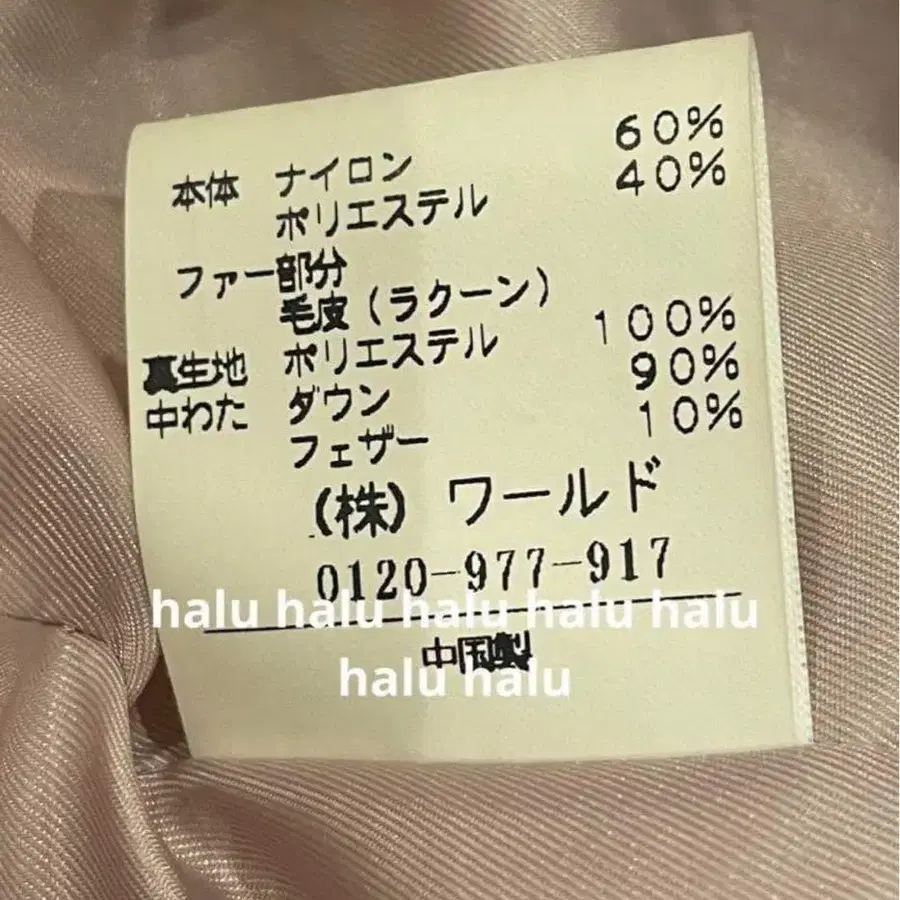 本体 ナイロン 60%
ポリエステル 40%
ファー部分
毛皮(ラクーン)
裏生地 ポリエステル 100%
中わた ダウン 90%
フェザー 10%
(株) ワールド
0120-977-917
halu halu halu halu halu
中国製
halu halu